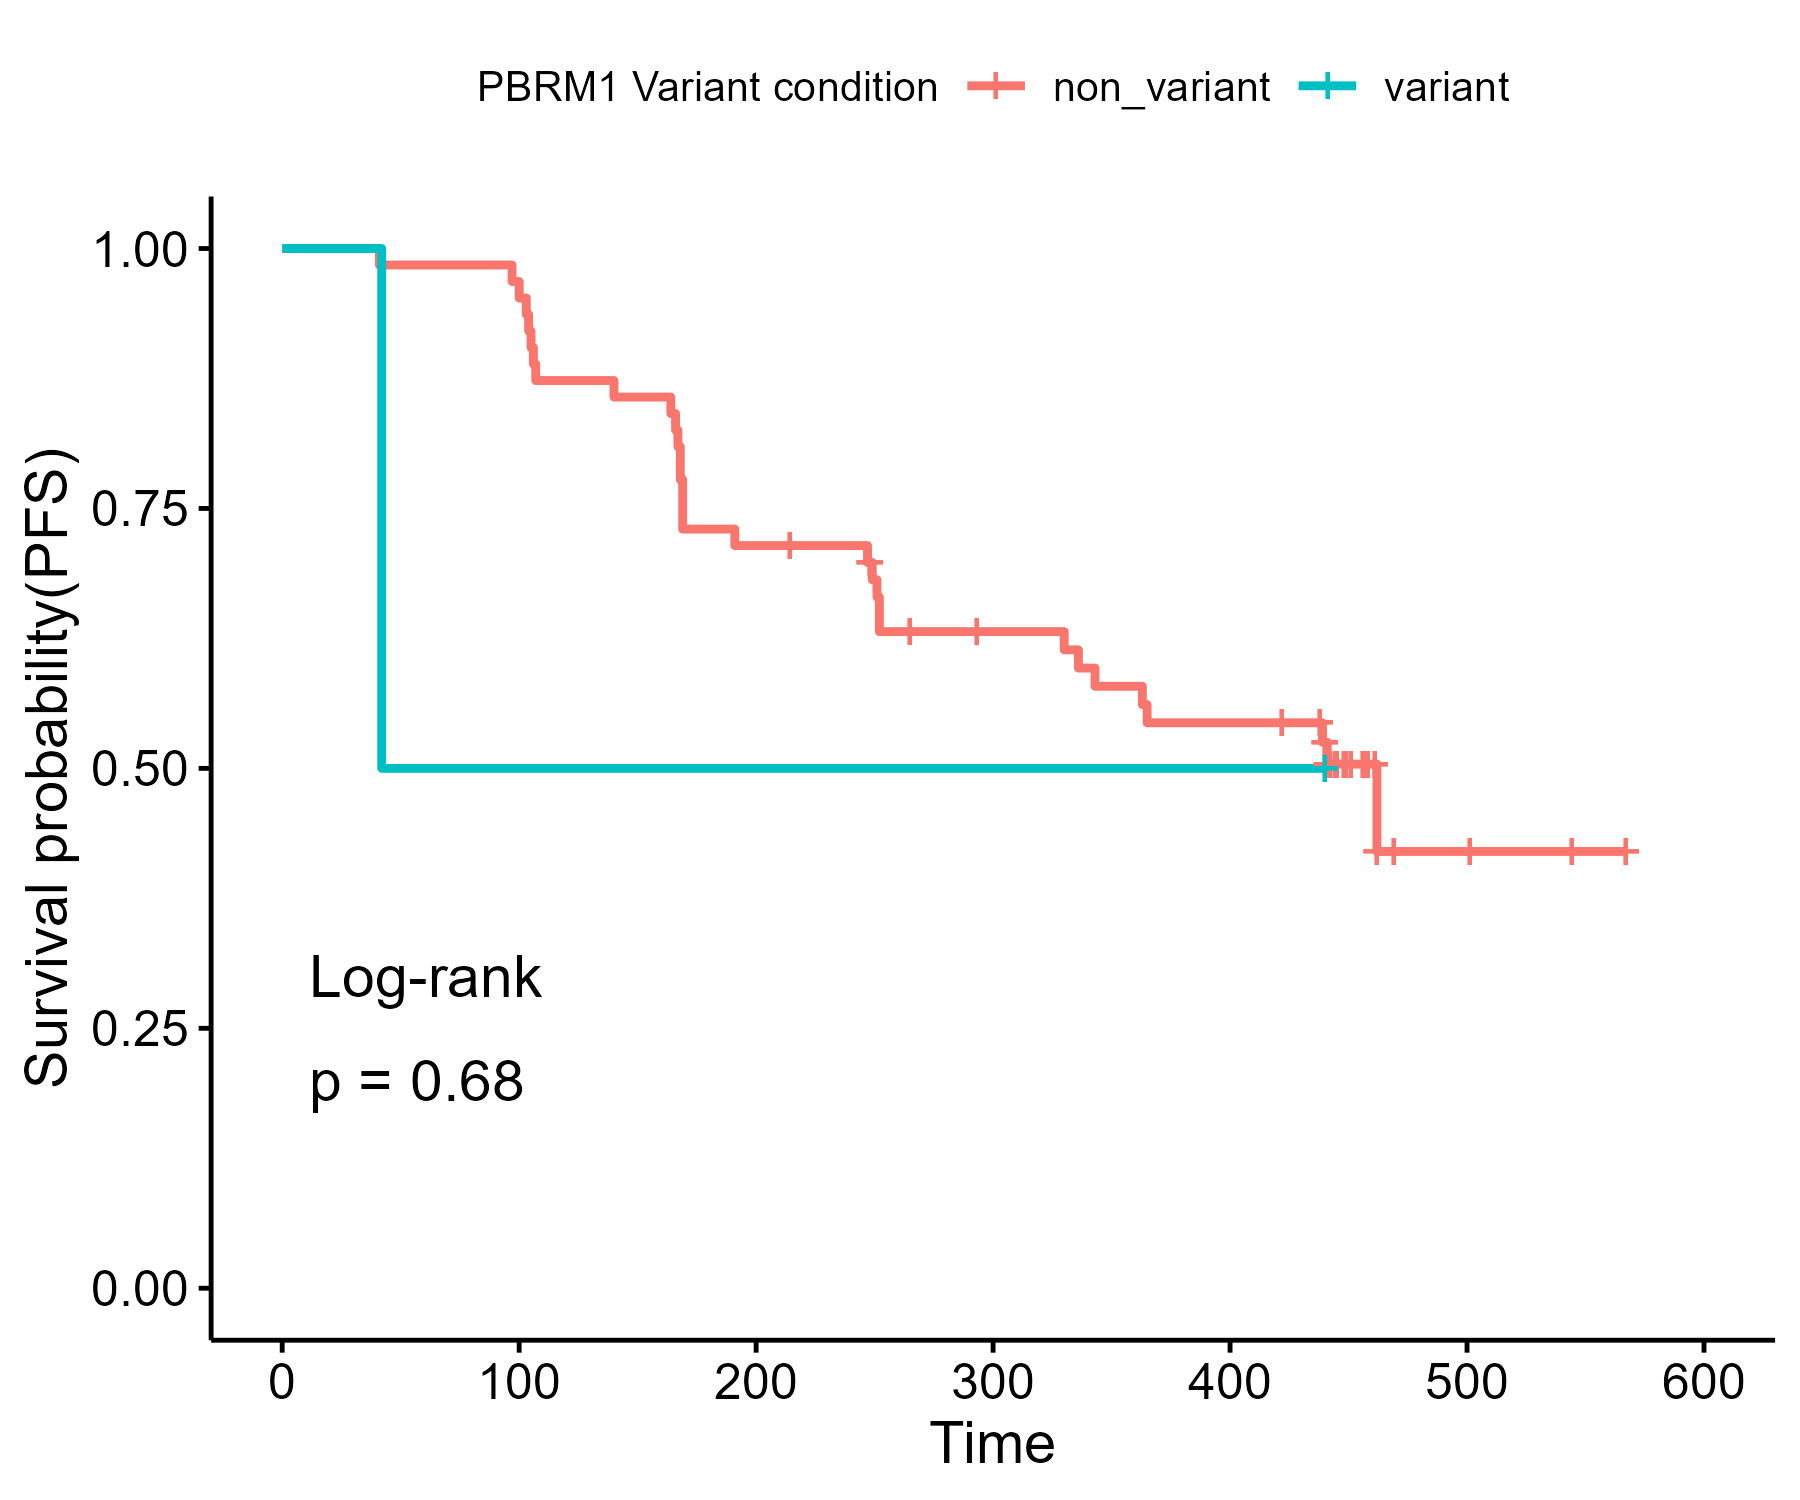 PBRM1 Variant condition non_variant variant
Survival probability(PFS)
1.00
0.75
0.50
0.25
0.00
Log-rank
p = 0.68
0 100 200 300 400 500 600
Time